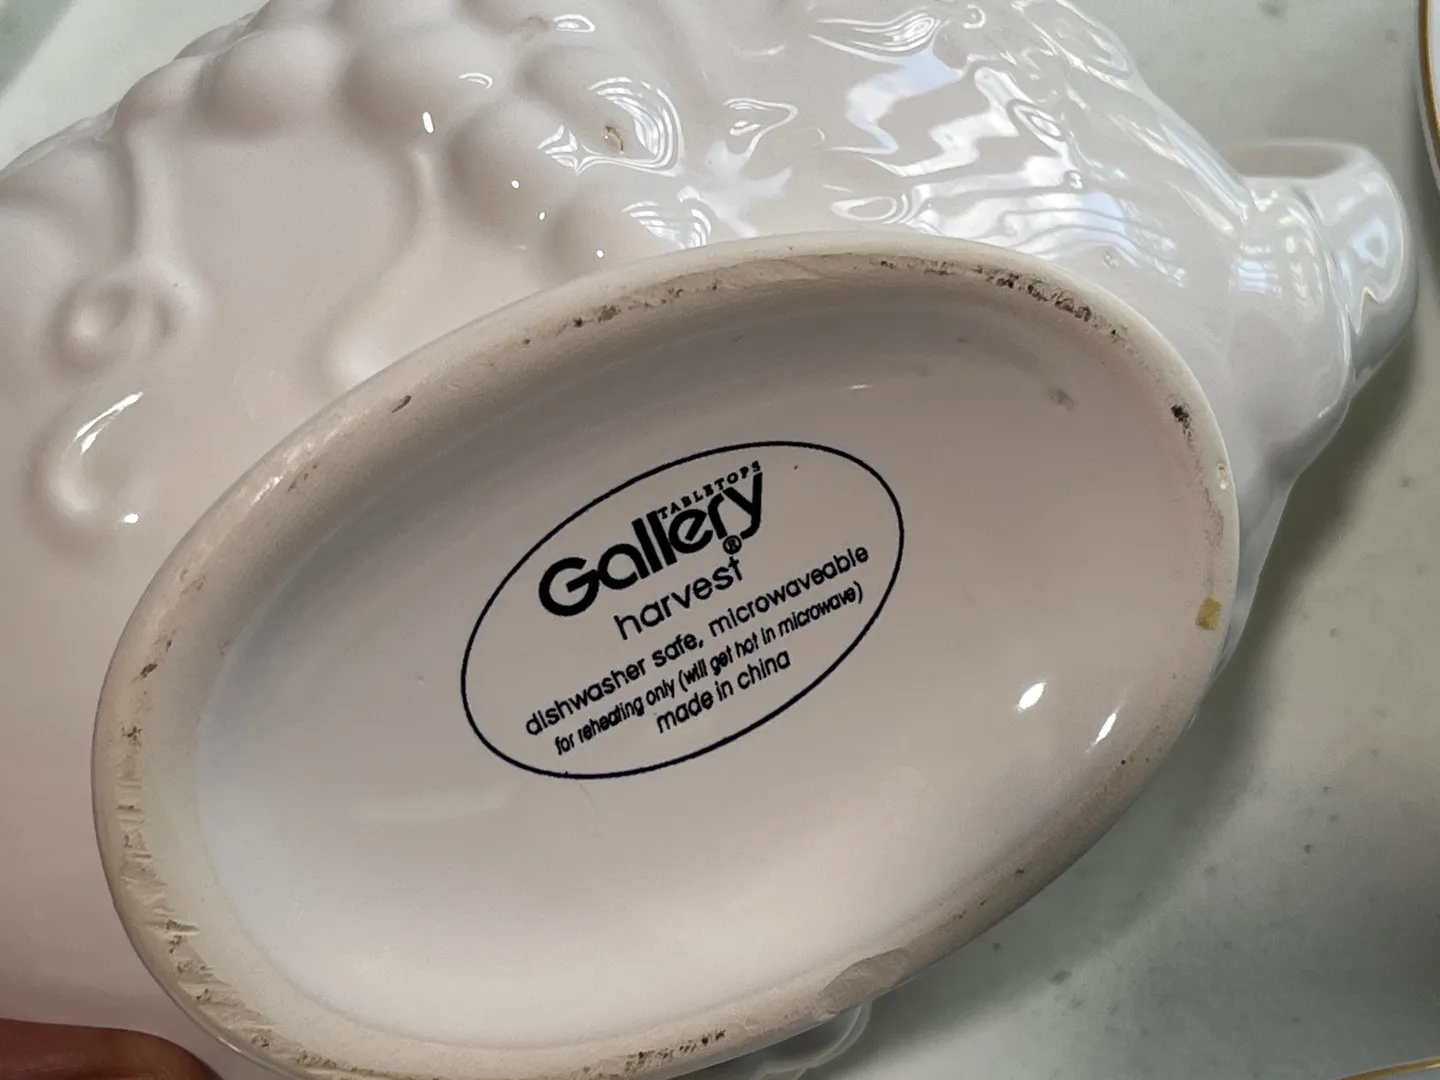 TABLETOPS
Gallery®
harvest
dishwasher safe, microwaveable
for reheating only (will get hot in microwave)
made in china